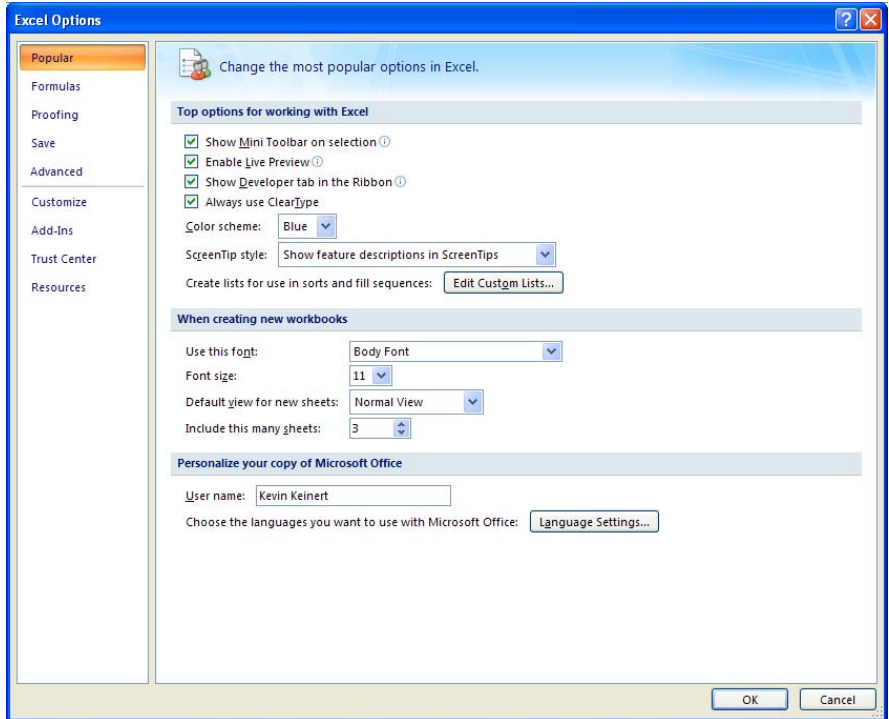 Excel Options
Popular
Formulas
Proofing
Save
Advanced
Customize
Add-Ins
Trust Center
Resources
Change the most popular options in Excel.
Top options for working with Excel
Show Mini Toolbar on selection
Enable Live Preview
Show Developer tab in the Ribbon
Always use ClearType
Color scheme: Blue
ScreenTip style: Show feature descriptions in ScreenTips
Create lists for use in sorts and fill sequences: Edit Custom Lists...
When creating new workbooks
Use this font: Body Font
Font size: 11
Default view for new sheets: Normal View
Include this many sheets: 3
Personalize your copy of Microsoft Office
User name: Kevin Keinert
Choose the languages you want to use with Microsoft Office: Language Settings...
OK Cancel